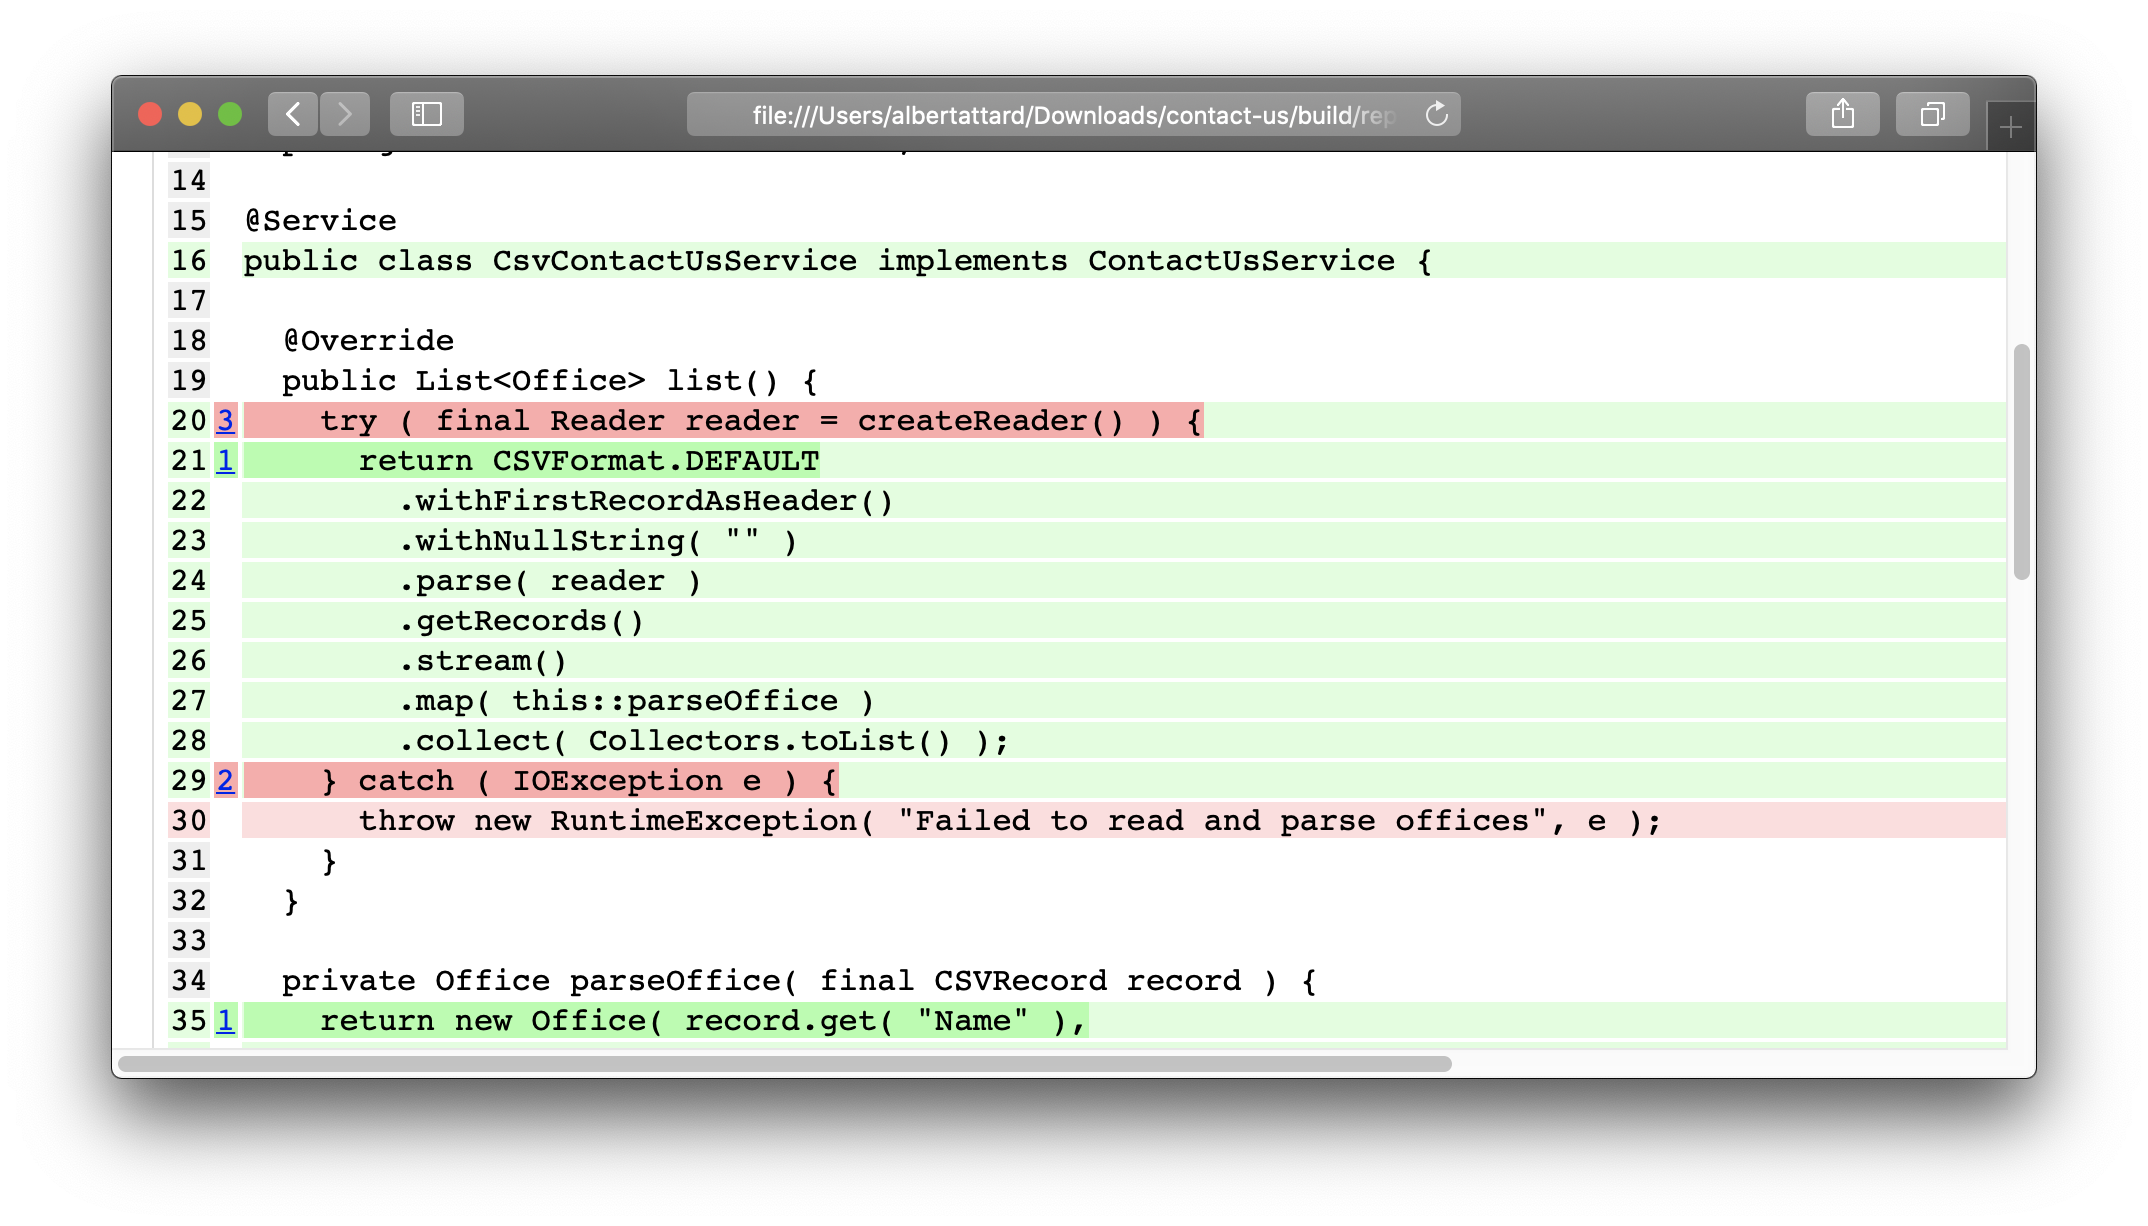 file:///Users/albertattard/Downloads/contact-us/build/rep
14
15 @Service
16 public class CsvContactUsService implements ContactUsService {
17
18 @Override
19 public List<Office> list() {
20 3 try ( final Reader reader = createReader() ) {
21 1 return CSVFormat.DEFAULT
22 .withFirstRecordAsHeader()
23 .withNullString( "" )
24 .parse( reader )
25 .getRecords()
26 .stream()
27 .map( this::parseOffice )
28 .collect( Collectors.toList() );
29 2 } catch ( IOException e ) {
30 throw new RuntimeException( "Failed to read and parse offices", e );
31 }
32 }
33
34 private Office parseOffice( final CSVRecord record ) {
35 1 return new Office( record.get( "Name" ),